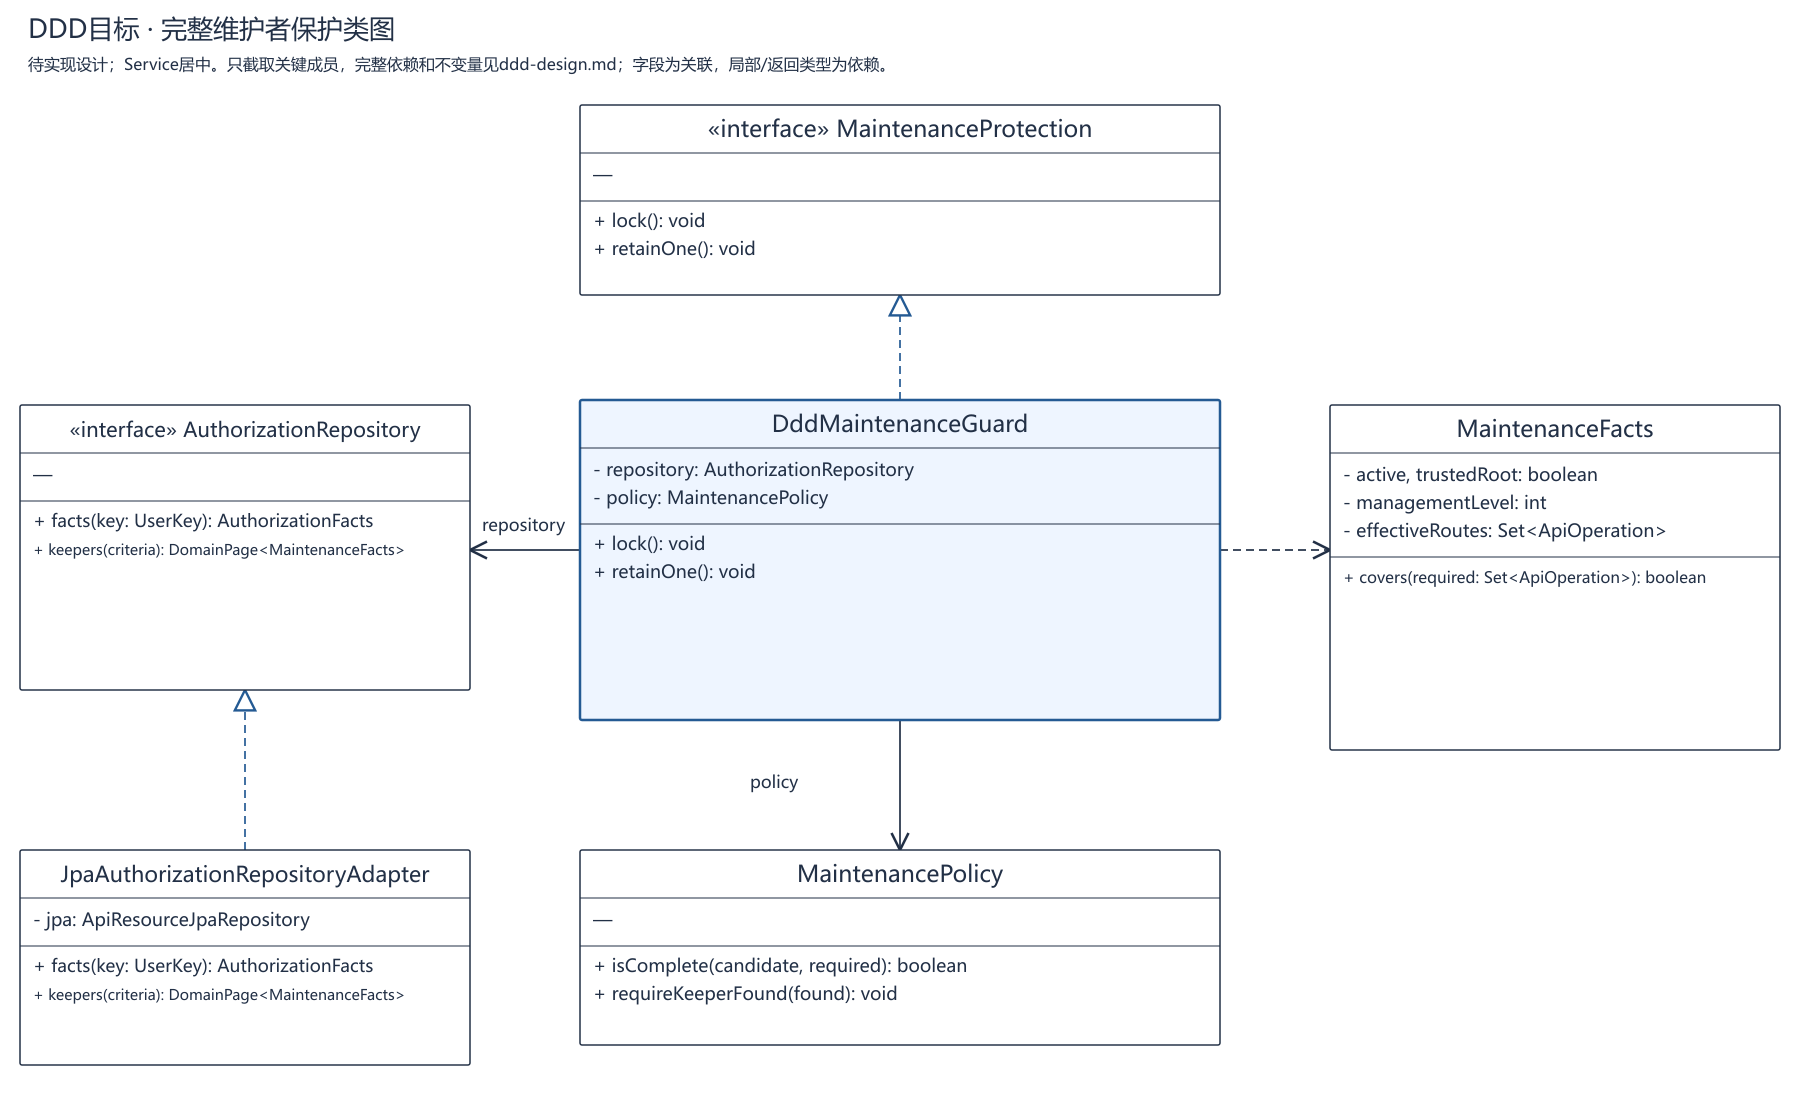 DDD目标 · 完整维护者保护类图
待实现设计；Service居中。只截取关键成员，完整依赖和不变量见ddd-design.md；字段为关联，局部/返回类型为依赖。
«interface» MaintenanceProtection
—
+ lock(): void
+ retainOne(): void
«interface» AuthorizationRepository
—
+ facts(key: UserKey): AuthorizationFacts
+ keepers(criteria): DomainPage<MaintenanceFacts>
repository
DddMaintenanceGuard
- repository: AuthorizationRepository
- policy: MaintenancePolicy
+ lock(): void
+ retainOne(): void
MaintenanceFacts
- active, trustedRoot: boolean
- managementLevel: int
- effectiveRoutes: Set<ApiOperation>
+ covers(required: Set<ApiOperation>): boolean
policy
JpaAuthorizationRepositoryAdapter
- jpa: ApiResourceJpaRepository
+ facts(key: UserKey): AuthorizationFacts
+ keepers(criteria): DomainPage<MaintenanceFacts>
MaintenancePolicy
—
+ isComplete(candidate, required): boolean
+ requireKeeperFound(found): void